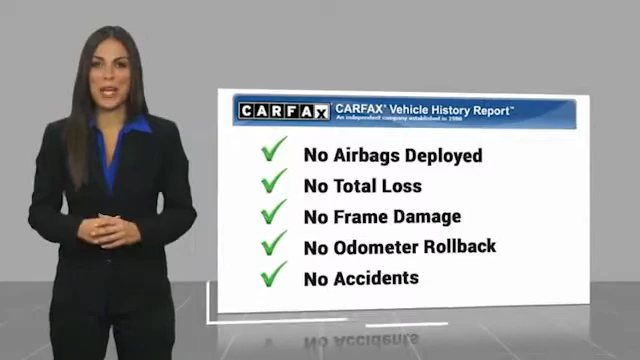 CARFAX CARFAX® Vehicle History Report™
An independent company established in 1986
No Airbags Deployed
No Total Loss
No Frame Damage
No Odometer Rollback
No Accidents